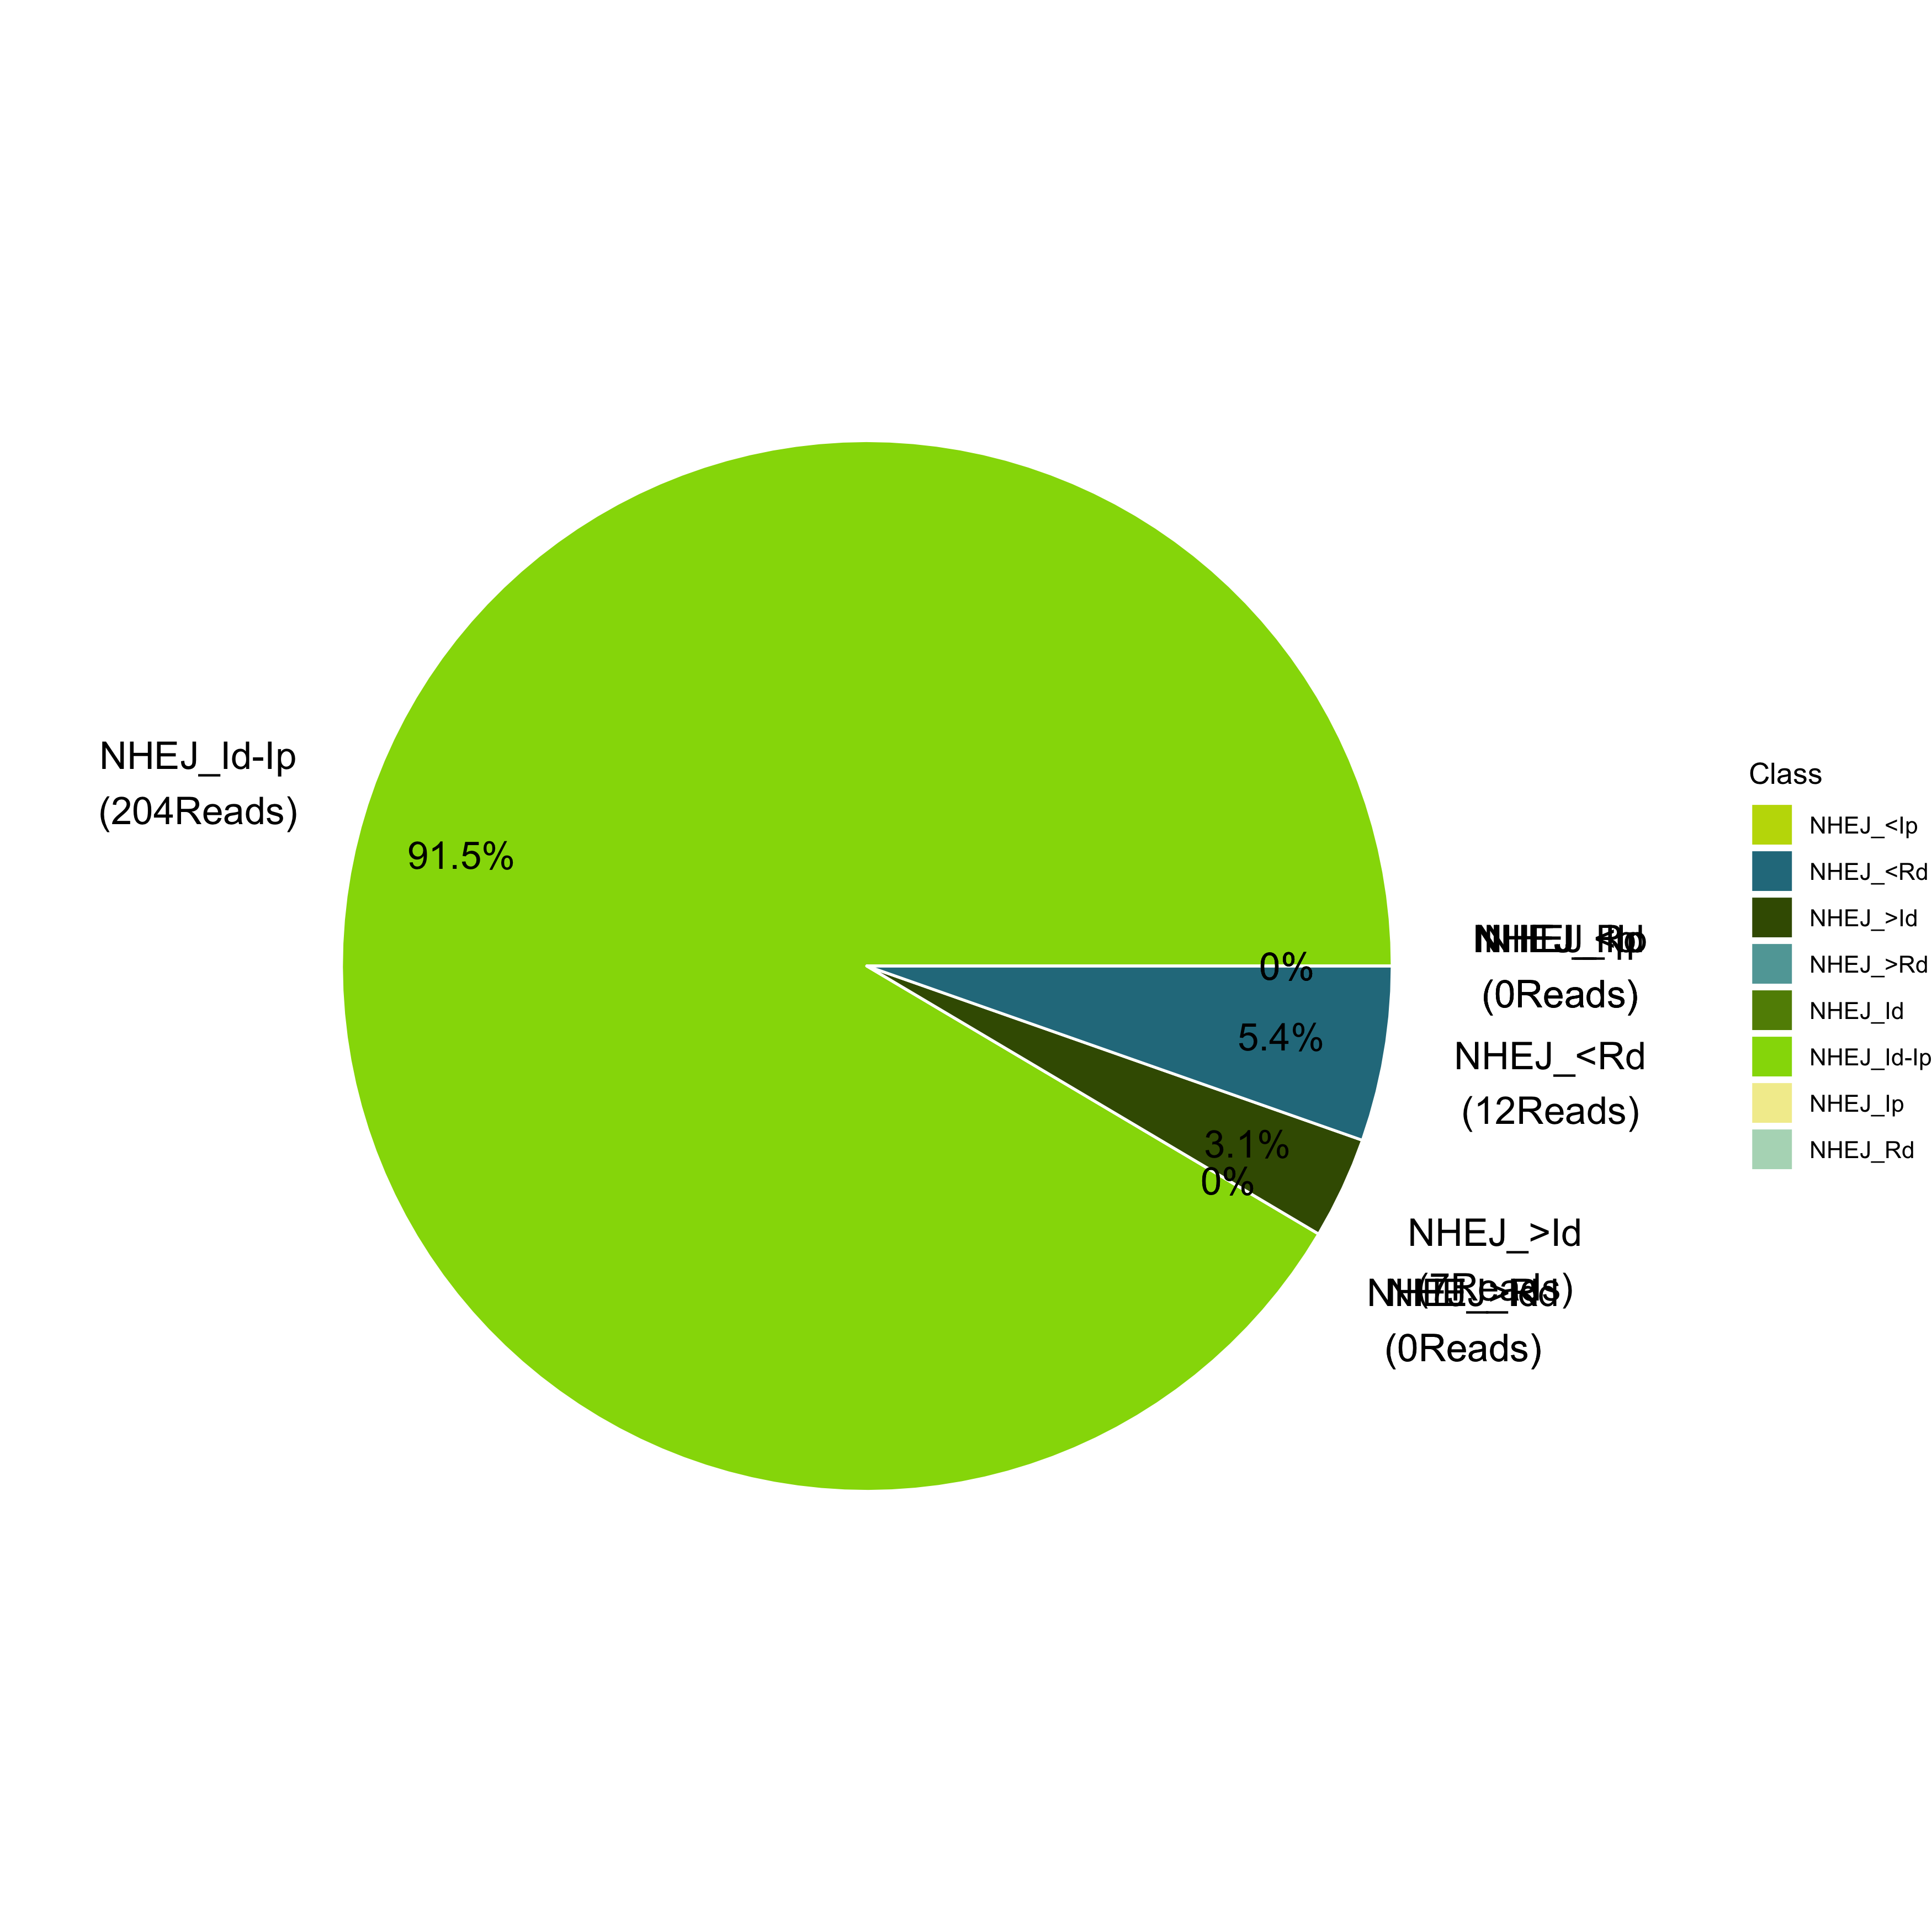 NHEJ_Id-Ip
(204Reads)
91.5%
0%
(0Reads)
5.4%
NHEJ_<Rd
(12Reads)
3.1%
0%
NHEJ_>Id
(7Reads)
(0Reads)
Class
NHEJ_<Ip
NHEJ_<Rd
NHEJ_>Id
NHEJ_>Rd
NHEJ_Id
NHEJ_Id-Ip
NHEJ_Ip
NHEJ_Rd